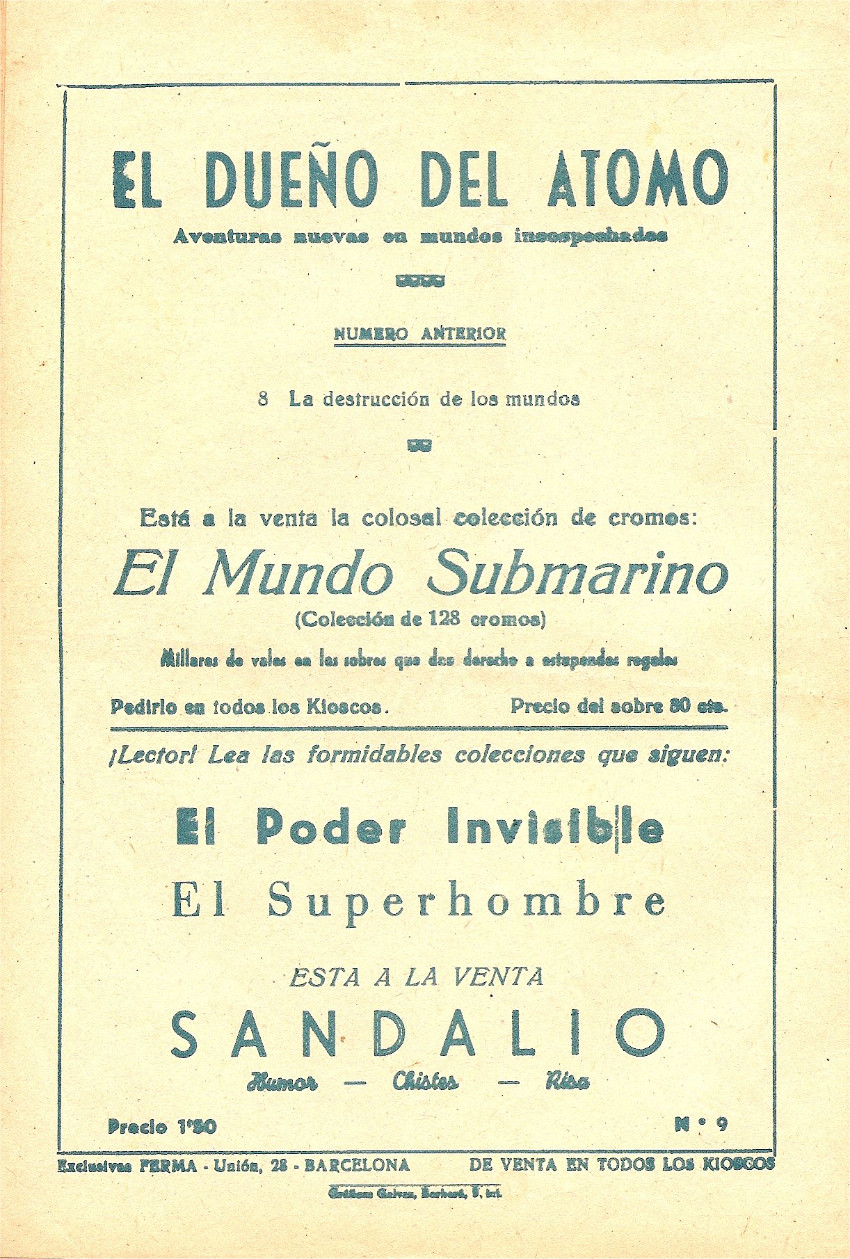 EL DUEÑO DEL ATOMO
Aventuras nuevas en mundos insospechados
NUMERO ANTERIOR
8 La destrucción de los mundos
Está a la venta la colosal colección de cromos:
El Mundo Submarino
(Colección de 128 cromos)
Millares de vales en los sobres que dan derecho a estupendos regalos
Pedirlo en todos los Kioscos. Precio del sobre 80 cts.
¡Lector! Lea las formidables colecciones que siguen:
El Poder Invisible
El Superhombre
ESTA A LA VENTA
SANDALIO
Humor — Chistes — Risa
Precio 1'50 N.º 9
Exclusivas FERMA - Unión, 28 - BARCELONA DE VENTA EN TODOS LOS KIOSCOS
Gráficas Galvez, Barbará,